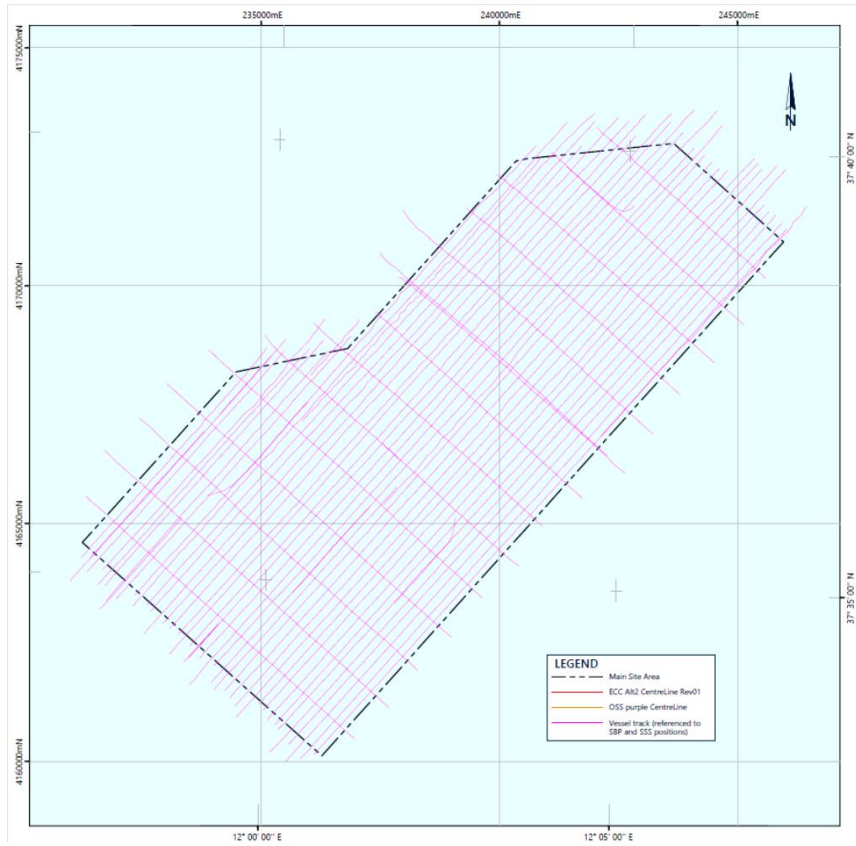 235000mE 240000mE 245000mE
4175000mN
N
37° 40'00" N
4170000mN
4165000mN
37° 35'00" N
LEGEND
Main Site Area
ECC Alt2 CentreLine Rev01
OSS purple CentreLine
Vessel track (referenced to
SBP and SSS positions)
4160000mN
12° 00'00" E 12° 05'00" E